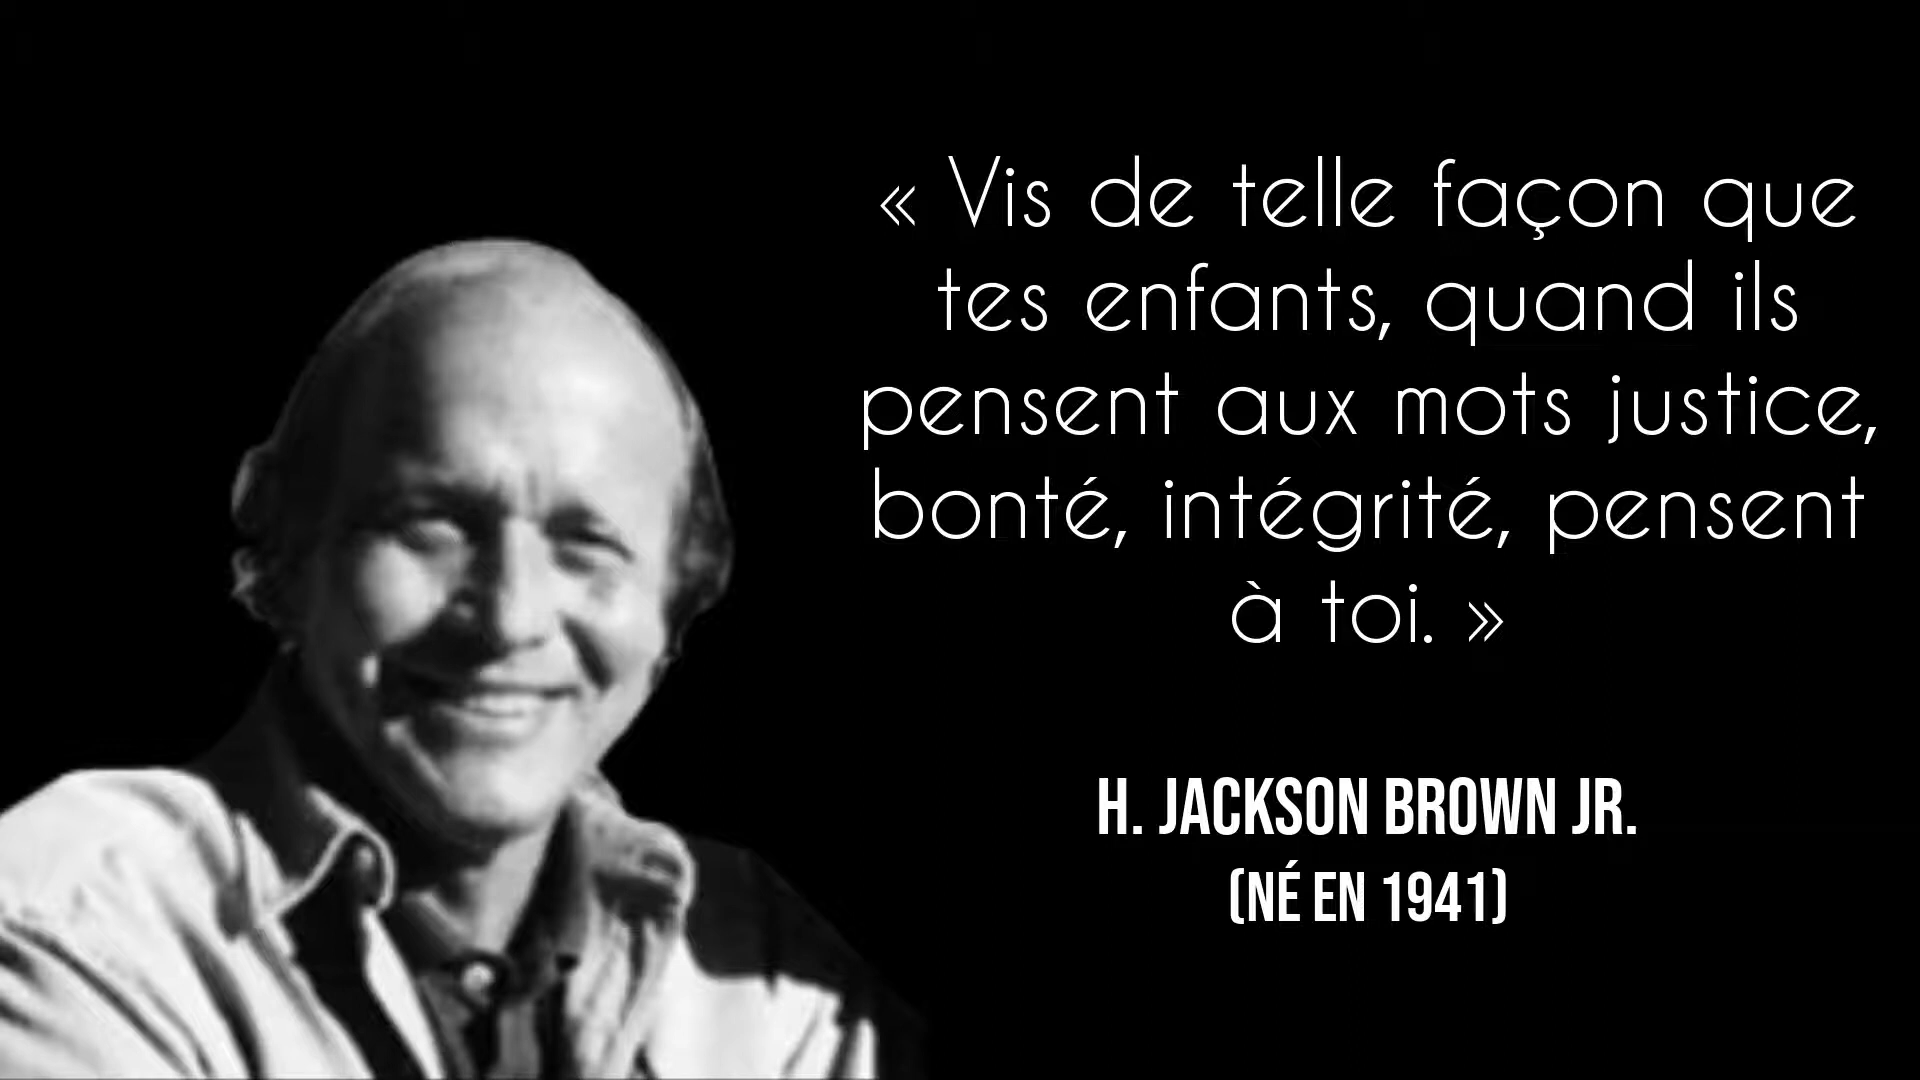 « Vis de telle façon que
tes enfants, quand ils
pensent aux mots justice,
bonté, intégrité, pensent
à toi. »
H. JACKSON BROWN JR.
(NÉ EN 1941)